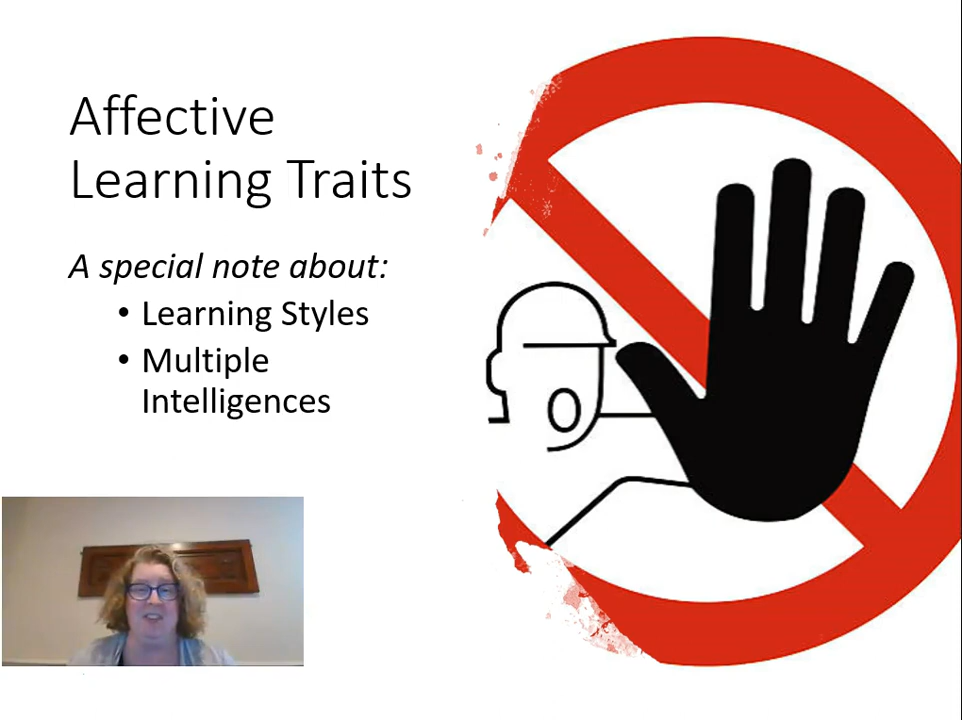 Affective
Learning Traits
A special note about:
• Learning Styles
• Multiple
Intelligences